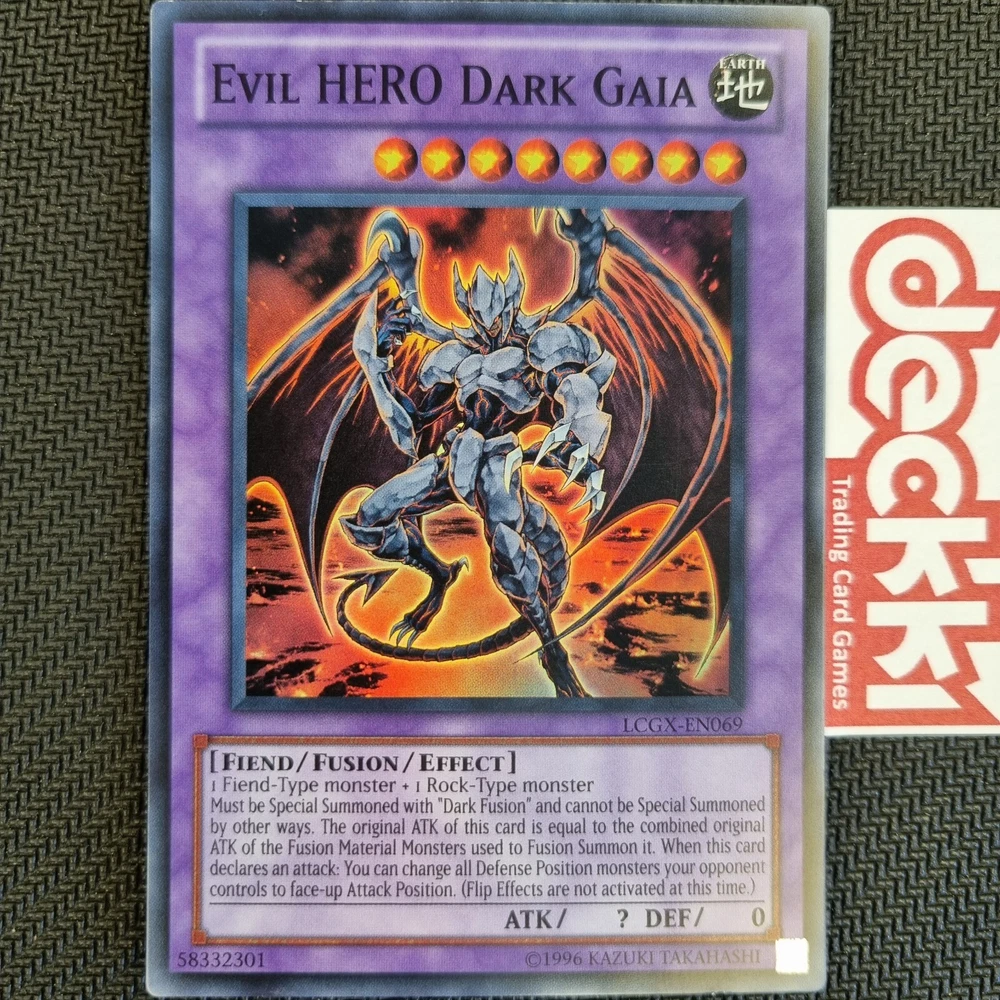 EVIL HERO DARK GAIA
EARTH
地
LCGX-EN069
[FIEND/FUSION/EFFECT]
1 Fiend-Type monster + 1 Rock-Type monster
Must be Special Summoned with "Dark Fusion" and cannot be Special Summoned
by other ways. The original ATK of this card is equal to the combined original
ATK of the Fusion Material Monsters used to Fusion Summon it. When this card
declares an attack: You can change all Defense Position monsters your opponent
controls to face-up Attack Position. (Flip Effects are not activated at this time.)
ATK/ ? DEF/ 0
58332301
©1996 KAZUKI TAKAHASHI
deckki
Trading Card Games